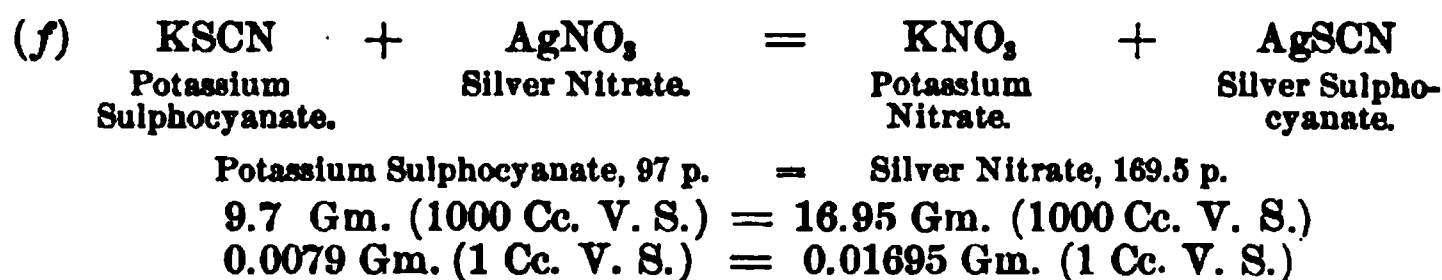 (f) KSCN + AgNO₃ = KNO₃ + AgSCN
Potassium Silver Nitrate. Potassium Silver Sulpho-
Sulphocyanate. Nitrate. cyanate.
Potassium Sulphocyanate, 97 p. = Silver Nitrate, 169.5 p.
9.7 Gm. (1000 Cc. V. S.) = 16.95 Gm. (1000 Cc. V. S.)
0.0079 Gm. (1 Cc. V. S.) = 0.01695 Gm. (1 Cc. V. S.)